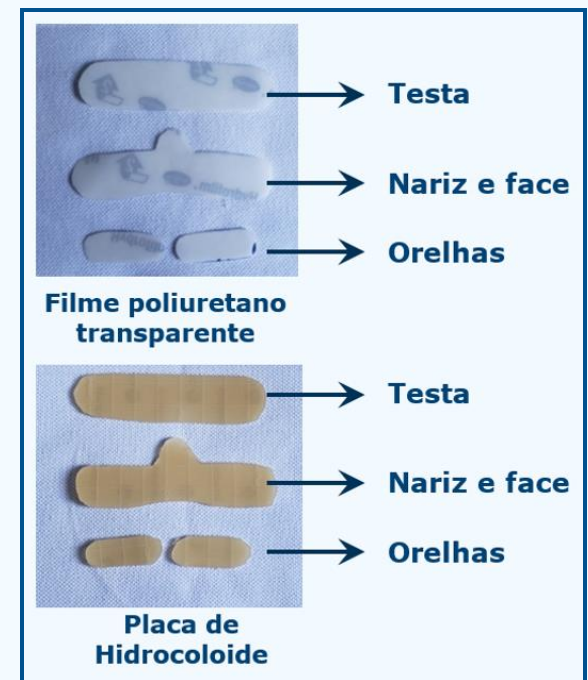 Testa
Nariz e face
Orelhas
Filme poliuretano
transparente
Testa
Nariz e face
Orelhas
Placa de
Hidrocoloide